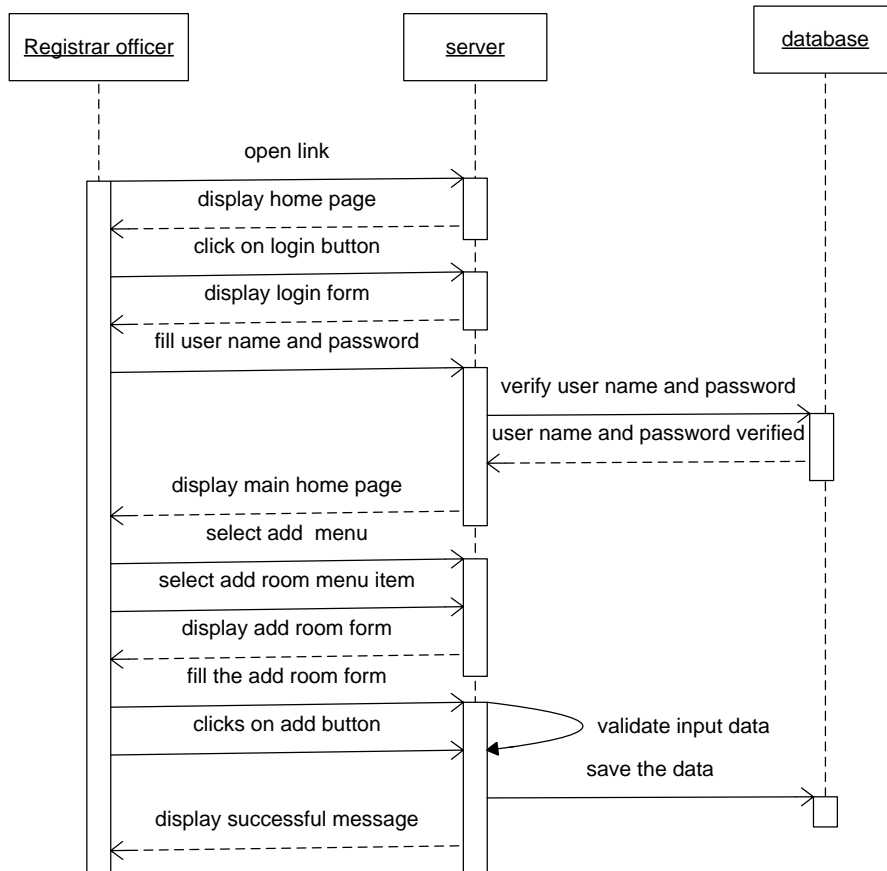 Registrar officer
server
database
open link
display home page
click on login button
display login form
fill user name and password
verify user name and password
user name and password verified
display main home page
select add  menu
select add room menu item
display add room form
fill the add room form
clicks on add button
validate input data
save the data
display successful message